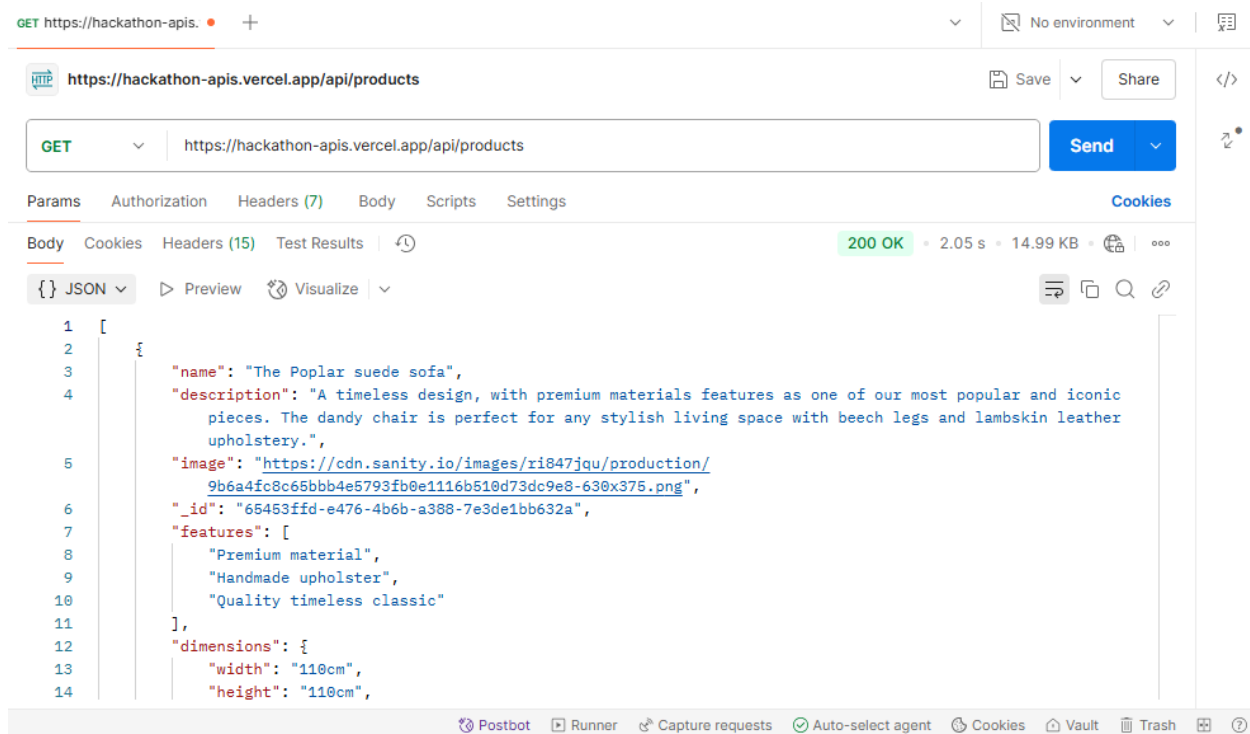 GET https://hackathon-apis.
No environment
HTTP https://hackathon-apis.vercel.app/api/products
Save
Share
GET https://hackathon-apis.vercel.app/api/products
Send
Params Authorization Headers (7) Body Scripts Settings
Cookies
Body Cookies Headers (15) Test Results
200 OK 2.05 s 14.99 KB
{} JSON Preview Visualize
1 [
2 {
3 "name": "The Poplar suede sofa",
4 "description": "A timeless design, with premium materials features as one of our most popular and iconic
pieces. The dandy chair is perfect for any stylish living space with beech legs and lambskin leather
upholstery.",
5 "image": "https://cdn.sanity.io/images/ri847jqu/production/
9b6a4fc8c65bbb4e5793fb0e1116b510d73dc9e8-630x375.png",
6 "_id": "65453ffd-e476-4b6b-a388-7e3de1bb632a",
7 "features": [
8 "Premium material",
9 "Handmade upholster",
10 "Quality timeless classic"
11 ],
12 "dimensions": {
13 "width": "110cm",
14 "height": "110cm",
Postbot Runner Capture requests Auto-select agent Cookies Vault Trash